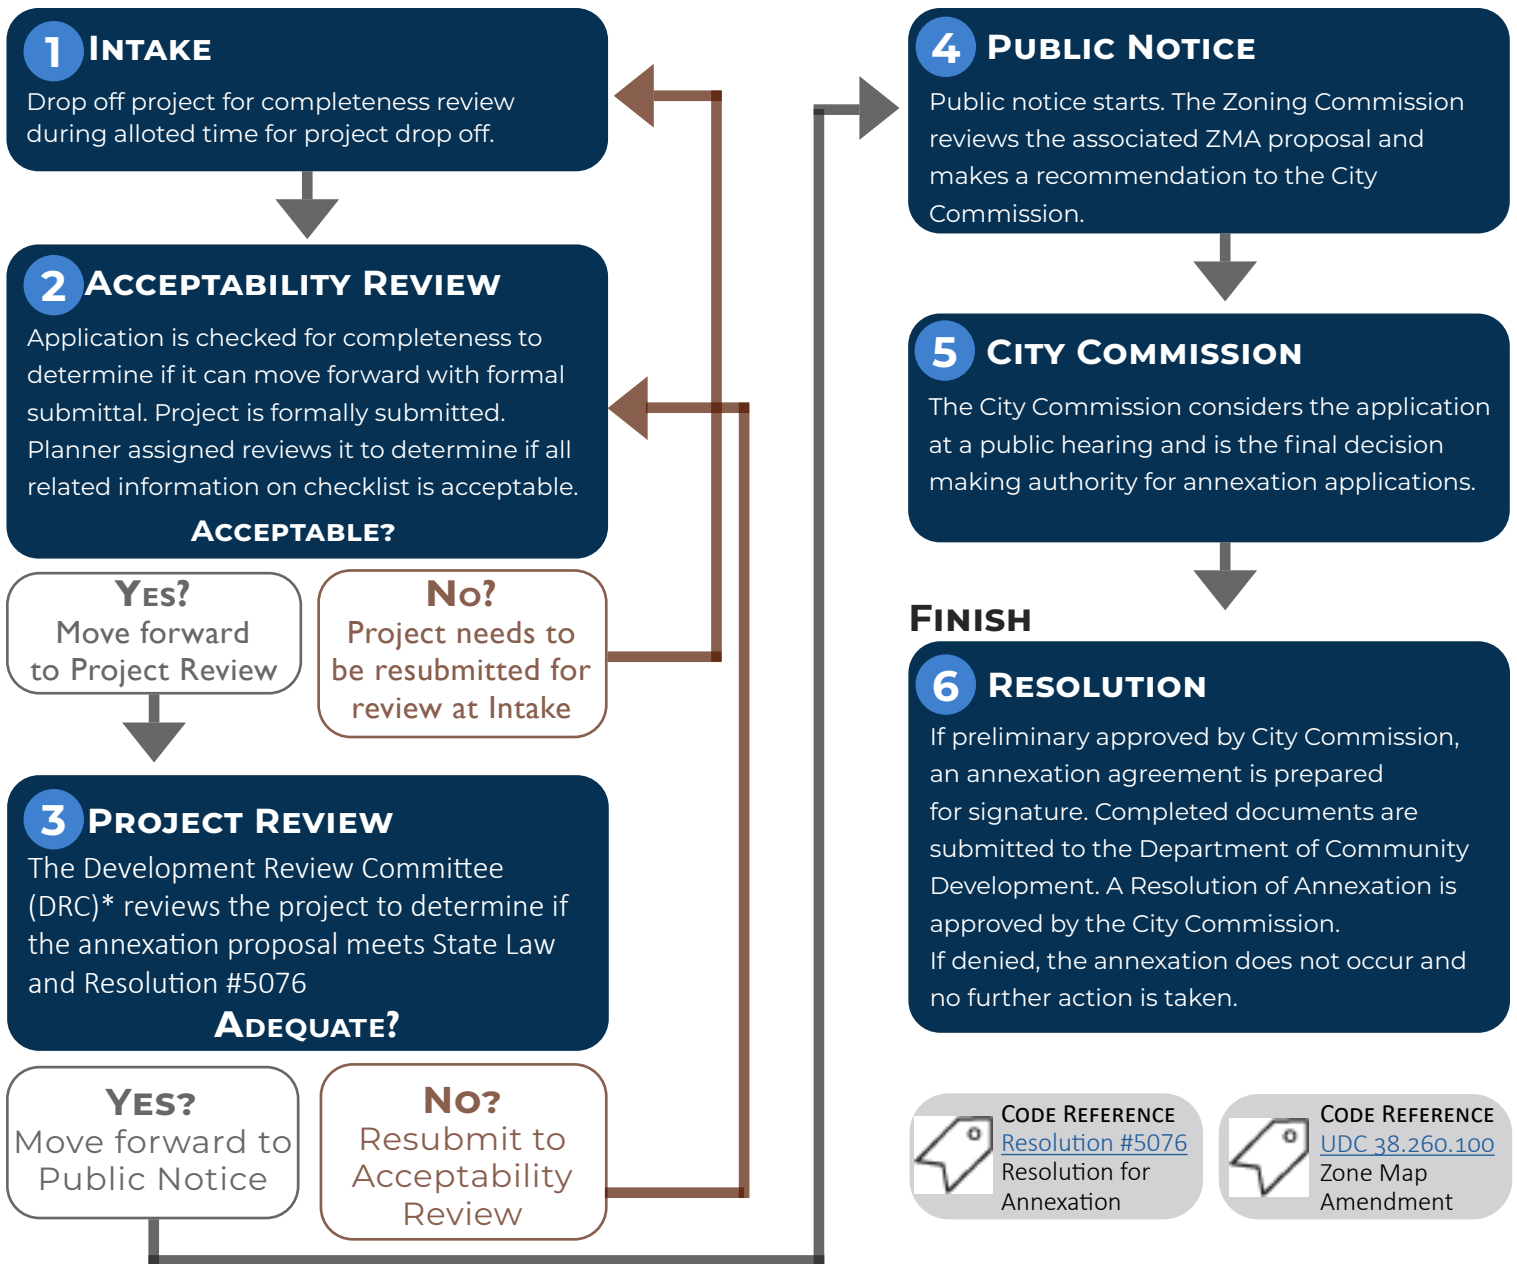 1 INTAKE
Drop off project for completeness review
during alloted time for project drop off.
2 ACCEPTABILITY REVIEW
Application is checked for completeness to
determine if it can move forward with formal
submittal. Project is formally submitted.
Planner assigned reviews it to determine if all
related information on checklist is acceptable.
ACCEPTABLE?
YES?
Move forward
to Project Review
NO?
Project needs to
be resubmitted for
review at Intake
3 PROJECT REVIEW
The Development Review Committee
(DRC)* reviews the project to determine if
the annexation proposal meets State Law
and Resolution #5076
ADEQUATE?
YES?
Move forward to
Public Notice
NO?
Resubmit to
Acceptability
Review
4 PUBLIC NOTICE
Public notice starts. The Zoning Commission
reviews the associated ZMA proposal and
makes a recommendation to the City
Commission.
5 CITY COMMISSION
The City Commission considers the application
at a public hearing and is the final decision
making authority for annexation applications.
FINISH
6 RESOLUTION
If preliminary approved by City Commission,
an annexation agreement is prepared
for signature. Completed documents are
submitted to the Department of Community
Development. A Resolution of Annexation is
approved by the City Commission.
If denied, the annexation does not occur and
no further action is taken.
CODE REFERENCE
Resolution #5076
Resolution for
Annexation
CODE REFERENCE
UDC 38.260.100
Zone Map
Amendment